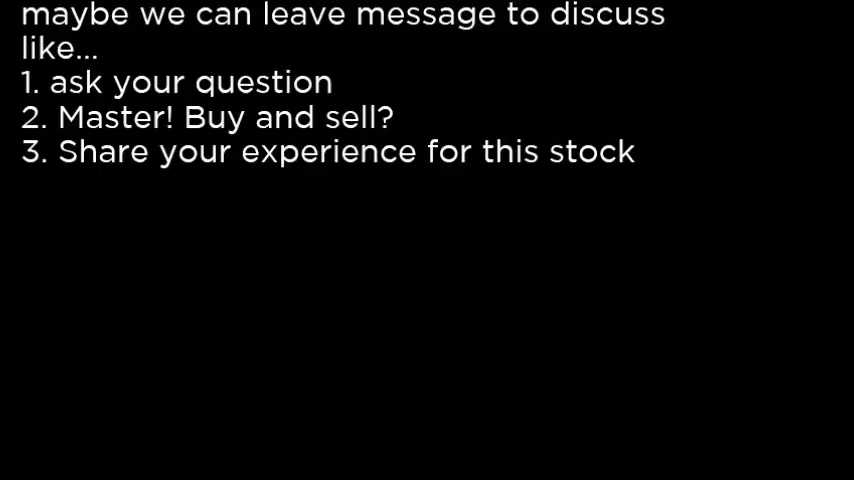 maybe we can leave message to discuss
like...
1. ask your question
2. Master! Buy and sell?
3. Share your experience for this stock